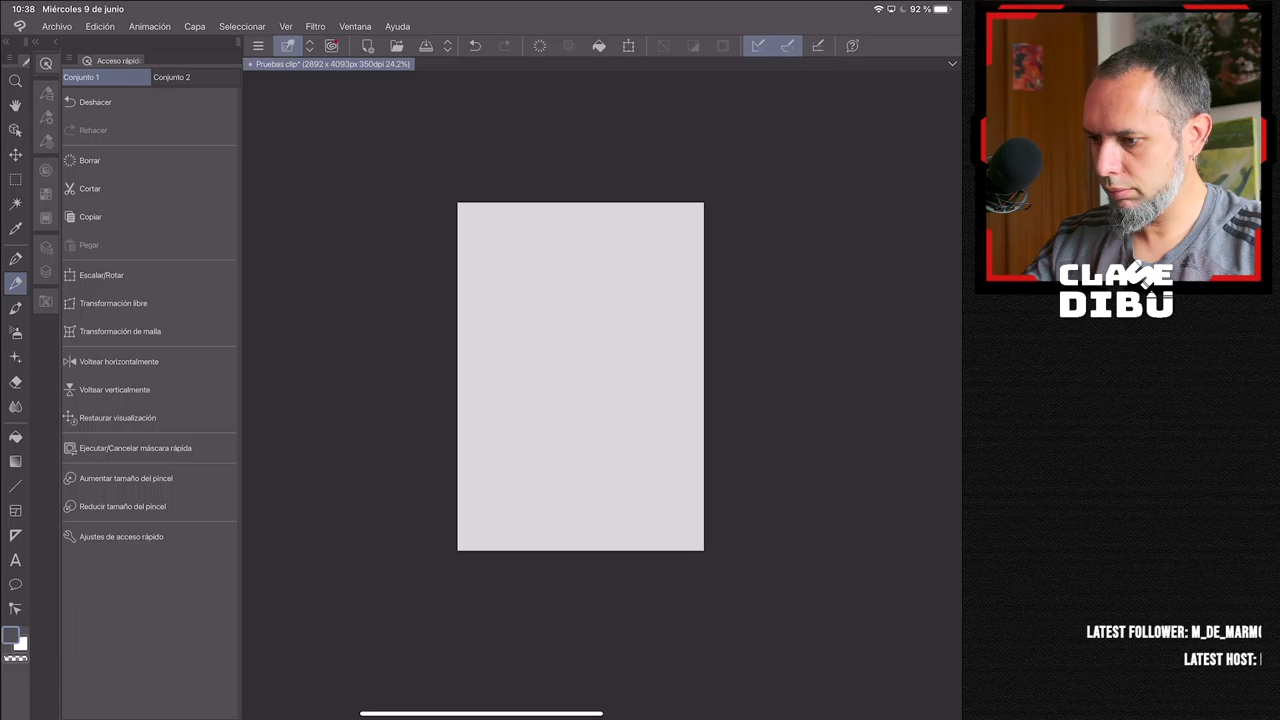 10:38 Miércoles 9 de junio
92 %
Archivo Edición Animación Capa Seleccionar Ver Filtro Ventana Ayuda
Acceso rápid
Pruebas clip* (2892 x 4093px 350dpi 24.2%)
Conjunto 1 Conjunto 2
Deshacer
Rehacer
Borrar
Cortar
Copiar
Pegar
Escalar/Rotar
Transformación libre
Transformación de malla
Voltear horizontalmente
Voltear verticalmente
Restaurar visualización
Ejecutar/Cancelar máscara rápida
Aumentar tamaño del pincel
Reducir tamaño del pincel
Ajustes de acceso rápido
CLASE
DIBU
LATEST FOLLOWER: M_DE_MARM
LATEST HOST: